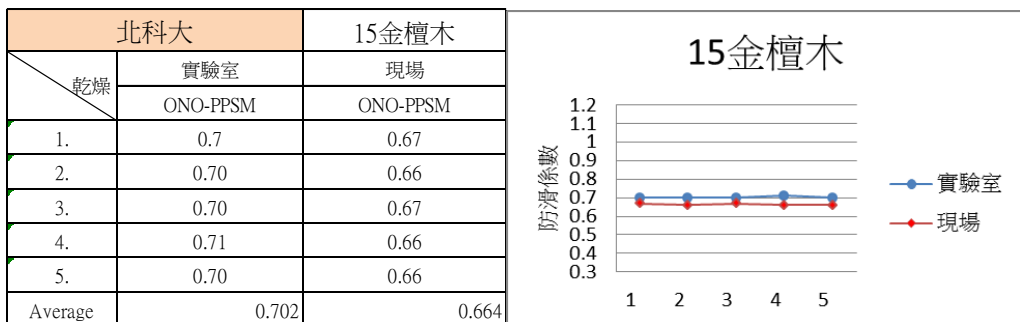 北科大 15金檀木
乾燥 實驗室 現場
ONO-PPSM ONO-PPSM
1. 0.7 0.67
2. 0.70 0.66
3. 0.70 0.67
4. 0.71 0.66
5. 0.70 0.66
Average 0.702 0.664
15金檀木
防滑係數
1.2
1.1
1
0.9
0.8
0.7
0.6
0.5
0.4
0.3
1 2 3 4 5
實驗室
現場